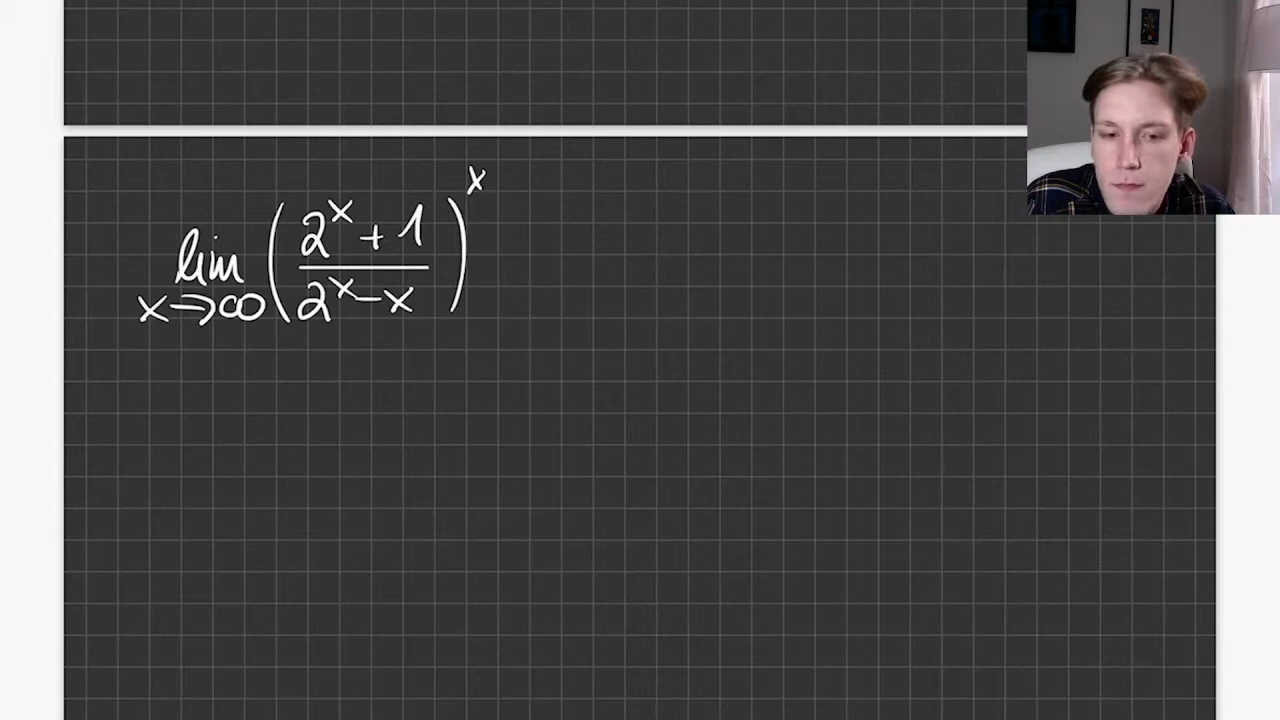 lim x→∞ ((2^x + 1)/(2^x - x))^x